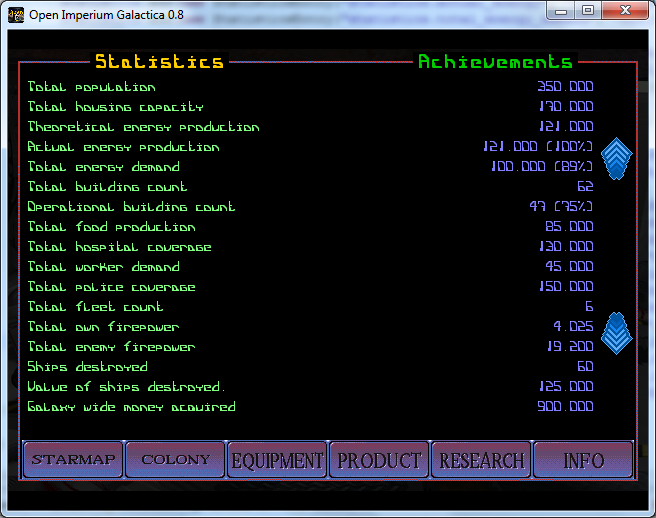 Open Imperium Galactica 0.8
Statistics Achievements
Total population 350.000
Total housing capacity 170.000
Theoretical energy production 121.000
Actual energy production 121.000 (100%)
Total energy demand 100.000 (89%)
Total building count 62
Operational building count 47 (75%)
Total food production 85.000
Total hospital coverage 130.000
Total worker demand 45.000
Total police coverage 150.000
Total fleet count 6
Total own firepower 4.025
Total enemy firepower 19.200
Ships destroyed 60
Value of ships destroyed. 125.000
Galaxy wide money acquired 900.000
STARMAP COLONY EQUIPMENT PRODUCT RESEARCH INFO